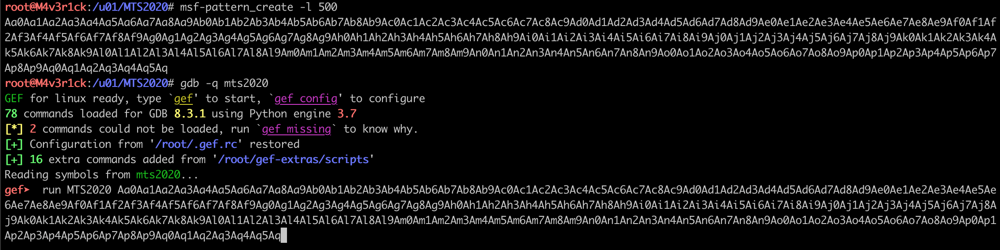 root@M4v3r1ck:/u01/MTS2020# msf-pattern_create -l 500
Aa0Aa1Aa2Aa3Aa4Aa5Aa6Aa7Aa8Aa9Ab0Ab1Ab2Ab3Ab4Ab5Ab6Ab7Ab8Ab9Ac0Ac1Ac2Ac3Ac4Ac5Ac6Ac7Ac8Ac9Ad0Ad1Ad2Ad3Ad4Ad5Ad6Ad7Ad8Ad9Ae0Ae1Ae2Ae3Ae4Ae5Ae6Ae7Ae8Ae9Af0Af1Af
2Af3Af4Af5Af6Af7Af8Af9Ag0Ag1Ag2Ag3Ag4Ag5Ag6Ag7Ag8Ag9Ah0Ah1Ah2Ah3Ah4Ah5Ah6Ah7Ah8Ah9Ai0Ai1Ai2Ai3Ai4Ai5Ai6Ai7Ai8Ai9Aj0Aj1Aj2Aj3Aj4Aj5Aj6Aj7Aj8Aj9Ak0Ak1Ak2Ak3Ak4A
k5Ak6Ak7Ak8Ak9Al0Al1Al2Al3Al4Al5Al6Al7Al8Al9Am0Am1Am2Am3Am4Am5Am6Am7Am8Am9An0An1An2An3An4An5An6An7An8An9Ao0Ao1Ao2Ao3Ao4Ao5Ao6Ao7Ao8Ao9Ap0Ap1Ap2Ap3Ap4Ap5Ap6Ap7
Ap8Ap9Aq0Aq1Aq2Aq3Aq4Aq5Aq
root@M4v3r1ck:/u01/MTS2020# gdb -q mts2020
GEF for linux ready, type `gef' to start, `gef config' to configure
78 commands loaded for GDB 8.3.1 using Python engine 3.7
[*] 2 commands could not be loaded, run `gef missing` to know why.
[+] Configuration from '/root/.gef.rc' restored
[+] 16 extra commands added from '/root/gef-extras/scripts'
Reading symbols from mts2020...
gef➤  run MTS2020 Aa0Aa1Aa2Aa3Aa4Aa5Aa6Aa7Aa8Aa9Ab0Ab1Ab2Ab3Ab4Ab5Ab6Ab7Ab8Ab9Ac0Ac1Ac2Ac3Ac4Ac5Ac6Ac7Ac8Ac9Ad0Ad1Ad2Ad3Ad4Ad5Ad6Ad7Ad8Ad9Ae0Ae1Ae2Ae3Ae4Ae5Ae
6Ae7Ae8Ae9Af0Af1Af2Af3Af4Af5Af6Af7Af8Af9Ag0Ag1Ag2Ag3Ag4Ag5Ag6Ag7Ag8Ag9Ah0Ah1Ah2Ah3Ah4Ah5Ah6Ah7Ah8Ah9Ai0Ai1Ai2Ai3Ai4Ai5Ai6Ai7Ai8Ai9Aj0Aj1Aj2Aj3Aj4Aj5Aj6Aj7Aj8A
j9Ak0Ak1Ak2Ak3Ak4Ak5Ak6Ak7Ak8Ak9Al0Al1Al2Al3Al4Al5Al6Al7Al8Al9Am0Am1Am2Am3Am4Am5Am6Am7Am8Am9An0An1An2An3An4An5An6An7An8An9Ao0Ao1Ao2Ao3Ao4Ao5Ao6Ao7Ao8Ao9Ap0Ap1
Ap2Ap3Ap4Ap5Ap6Ap7Ap8Ap9Aq0Aq1Aq2Aq3Aq4Aq5Aq